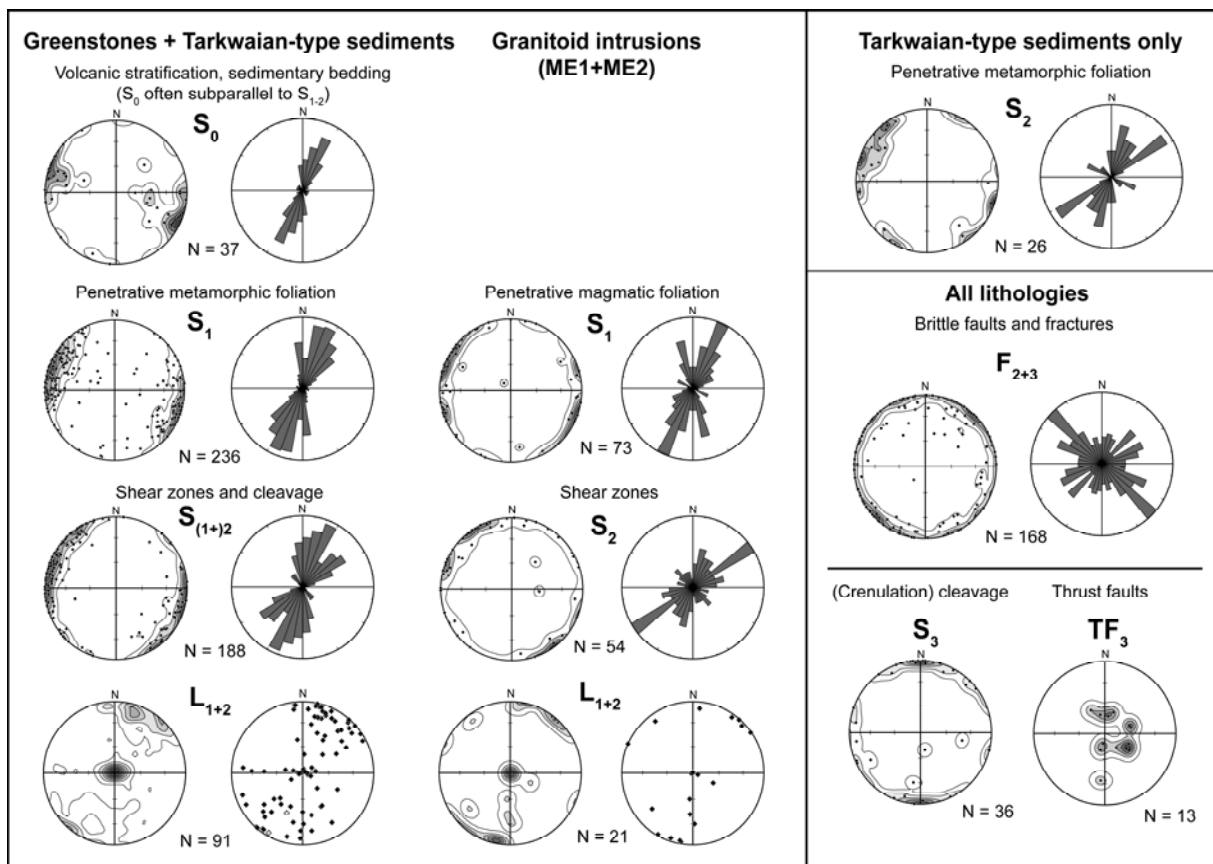 Greenstones + Tarkwaian-type sediments
Volcanic stratification, sedimentary bedding
(S0 often subparallel to S1-2)
N
S0
N
N = 37
Penetrative metamorphic foliation
N
S1
N
N = 236
Shear zones and cleavage
N
S(1+)2
N
N = 188
N
L1+2
N
N = 91
Granitoid intrusions
(ME1+ME2)
Penetrative magmatic foliation
N
S1
N
N = 73
Shear zones
N
S2
N
N = 54
N
L1+2
N
N = 21
Tarkwaian-type sediments only
Penetrative metamorphic foliation
N
S2
N
N = 26
All lithologies
Brittle faults and fractures
F2+3
N
N
N = 168
(Crenulation) cleavage
S3
N
N = 36
Thrust faults
TF3
N
N = 13